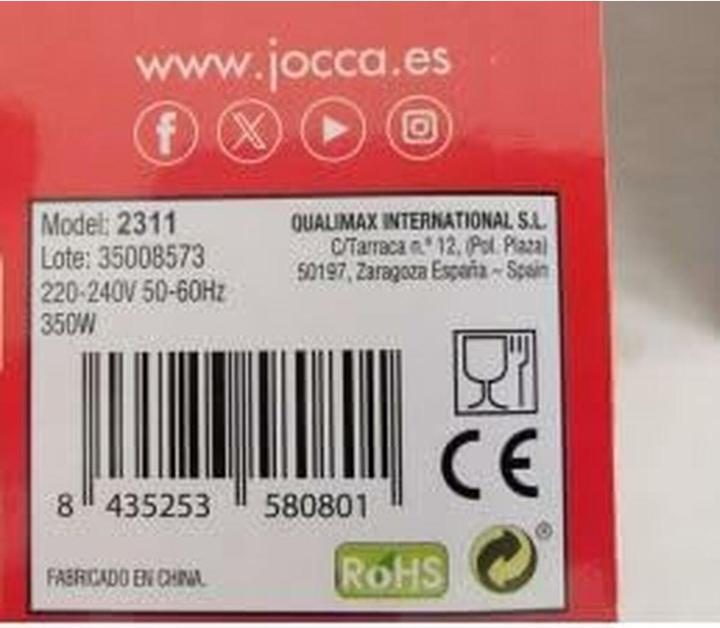 www.jocca.es
Model: 2311
Lote: 35008573
220-240V 50-60Hz
350W
QUALIMAX INTERNATIONAL S.L.
C/Tarraca n.º 12, (Pol. Plaza)
50197, Zaragoza España ~ Spain
CE
8 435253 580801
FABRICADO EN CHINA.
RoHS
®